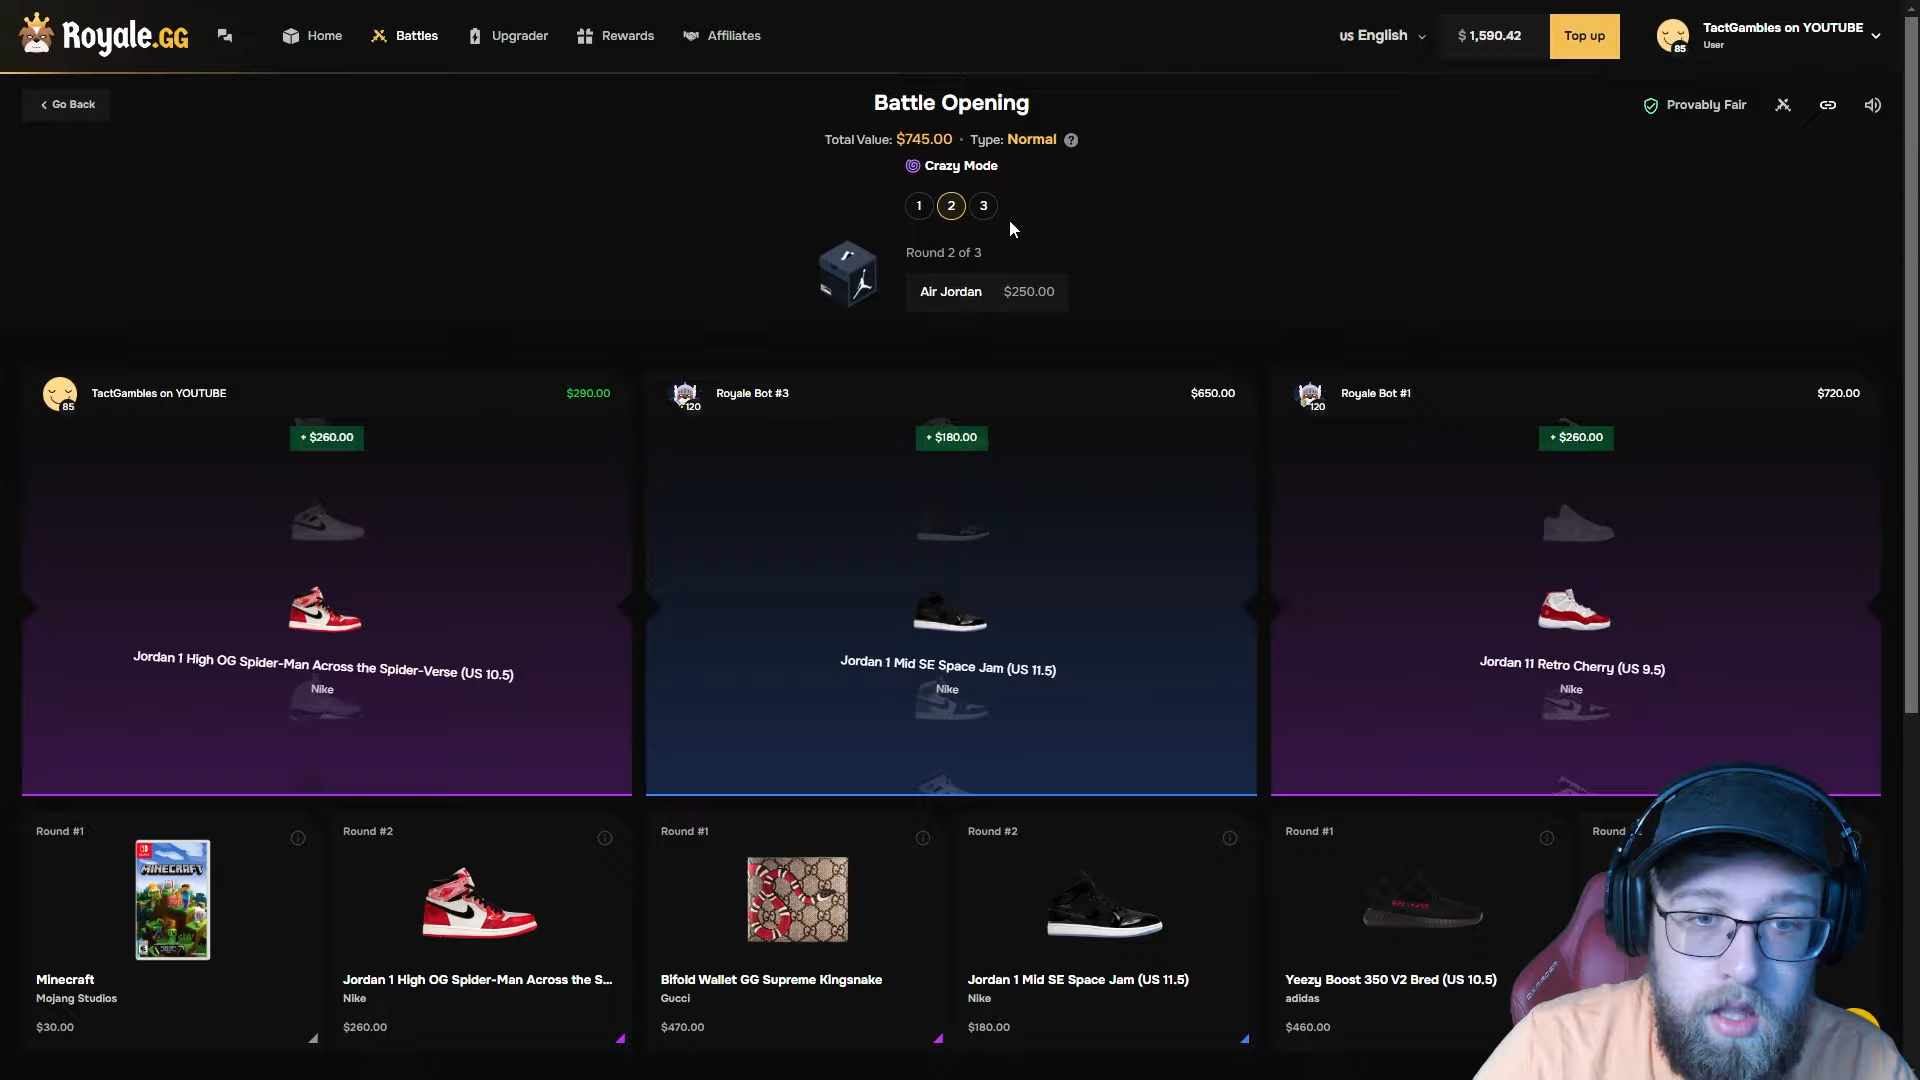 Royale.GG
Home
Battles
Upgrader
Rewards
Affiliates
us English
$ 1,590.42
Top up
TactGambles on YOUTUBE
User
85
Go Back
Battle Opening
Provably Fair
Total Value: $745.00 · Type: Normal ?
Crazy Mode
1 2 3
Round 2 of 3
Air Jordan $250.00
85
TactGambles on YOUTUBE
$290.00
120
Royale Bot #3
$650.00
120
Royale Bot #1
$720.00
+ $260.00
+ $180.00
+ $260.00
Jordan 1 High OG Spider-Man Across the Spider-Verse (US 10.5)
Nike
Jordan 1 Mid SE Space Jam (US 11.5)
Nike
Jordan 11 Retro Cherry (US 9.5)
Nike
Round #1
MINECRAFT
Minecraft
Mojang Studios
$30.00
Round #2
Jordan 1 High OG Spider-Man Across the S...
Nike
$260.00
Round #1
Bifold Wallet GG Supreme Kingsnake
Gucci
$470.00
Round #2
Jordan 1 Mid SE Space Jam (US 11.5)
Nike
$180.00
Round #1
Yeezy Boost 350 V2 Bred (US 10.5)
adidas
$460.00
Round